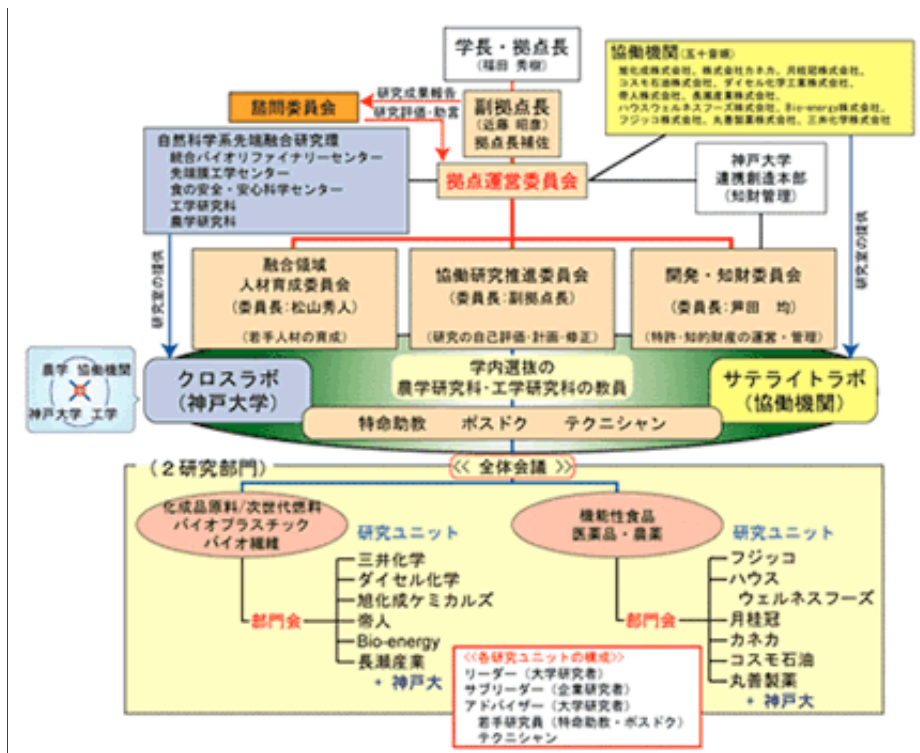 学長・拠点長
(福田 秀樹)
協働機関(五十音順)
旭化成株式会社、株式会社カネカ、月桂冠株式会社、
コスモ石油株式会社、ダイセル化学工業株式会社、
帝人株式会社、長瀬産業株式会社、
ハウスウェルネスフーズ株式会社、Bio-energy株式会社、
フジッコ株式会社、丸善製薬株式会社、三井化学株式会社
諮問委員会
研究成果報告
研究評価・助言
副拠点長
(近藤 昭彦)
拠点長補佐
自然科学系先端融合研究環
統合バイオリファイナリーセンター
先端膜工学センター
食の安全・安心科学センター
工学研究科
農学研究科
拠点運営委員会
神戸大学
連携創造本部
(知財管理)
研究室の提供
研究室の提供
融合領域
人材育成委員会
(委員長:松山秀人)
(若手人材の育成)
協働研究推進委員会
(委員長:副拠点長)
(研究の自己評価・計画・修正)
開発・知財委員会
(委員長:芦田 均)
(特許・知的財産の運営・管理)
農学 協働機関
神戸大学 工学
クロスラボ
(神戸大学)
学内選抜の
農学研究科・工学研究科の教員
サテライトラボ
(協働機関)
特命助教 ポスドク テクニシャン
(2研究部門)
<< 全体会議 >>
化成品原料/次世代燃料
バイオプラスチック
バイオ繊維
研究ユニット
三井化学
ダイセル化学
旭化成ケミカルズ
帝人
Bio-energy
長瀬産業
+ 神戸大
部門会
機能性食品
医薬品・農薬
研究ユニット
フジッコ
ハウス
ウェルネスフーズ
月桂冠
カネカ
コスモ石油
丸善製薬
+ 神戸大
部門会
<<各研究ユニットの構成>>
リーダー(大学研究者)
サブリーダー(企業研究者)
アドバイザー(大学研究者)
若手研究員(特命助教・ポスドク)
テクニシャン